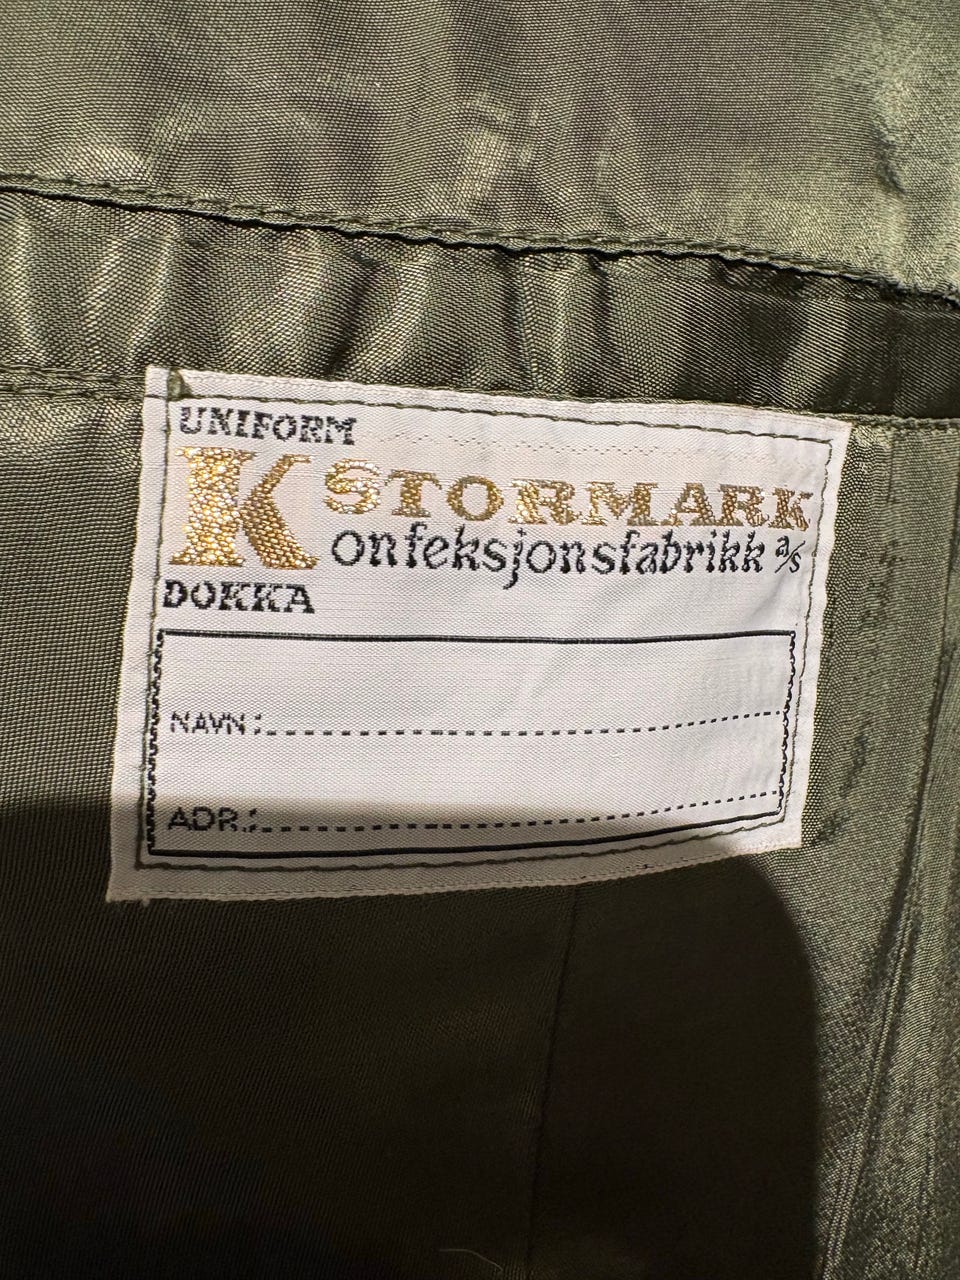 UNIFORM
STORMARK
Konfeksjonsfabrikk a/s
DOKKA
NAVN:
ADR.: